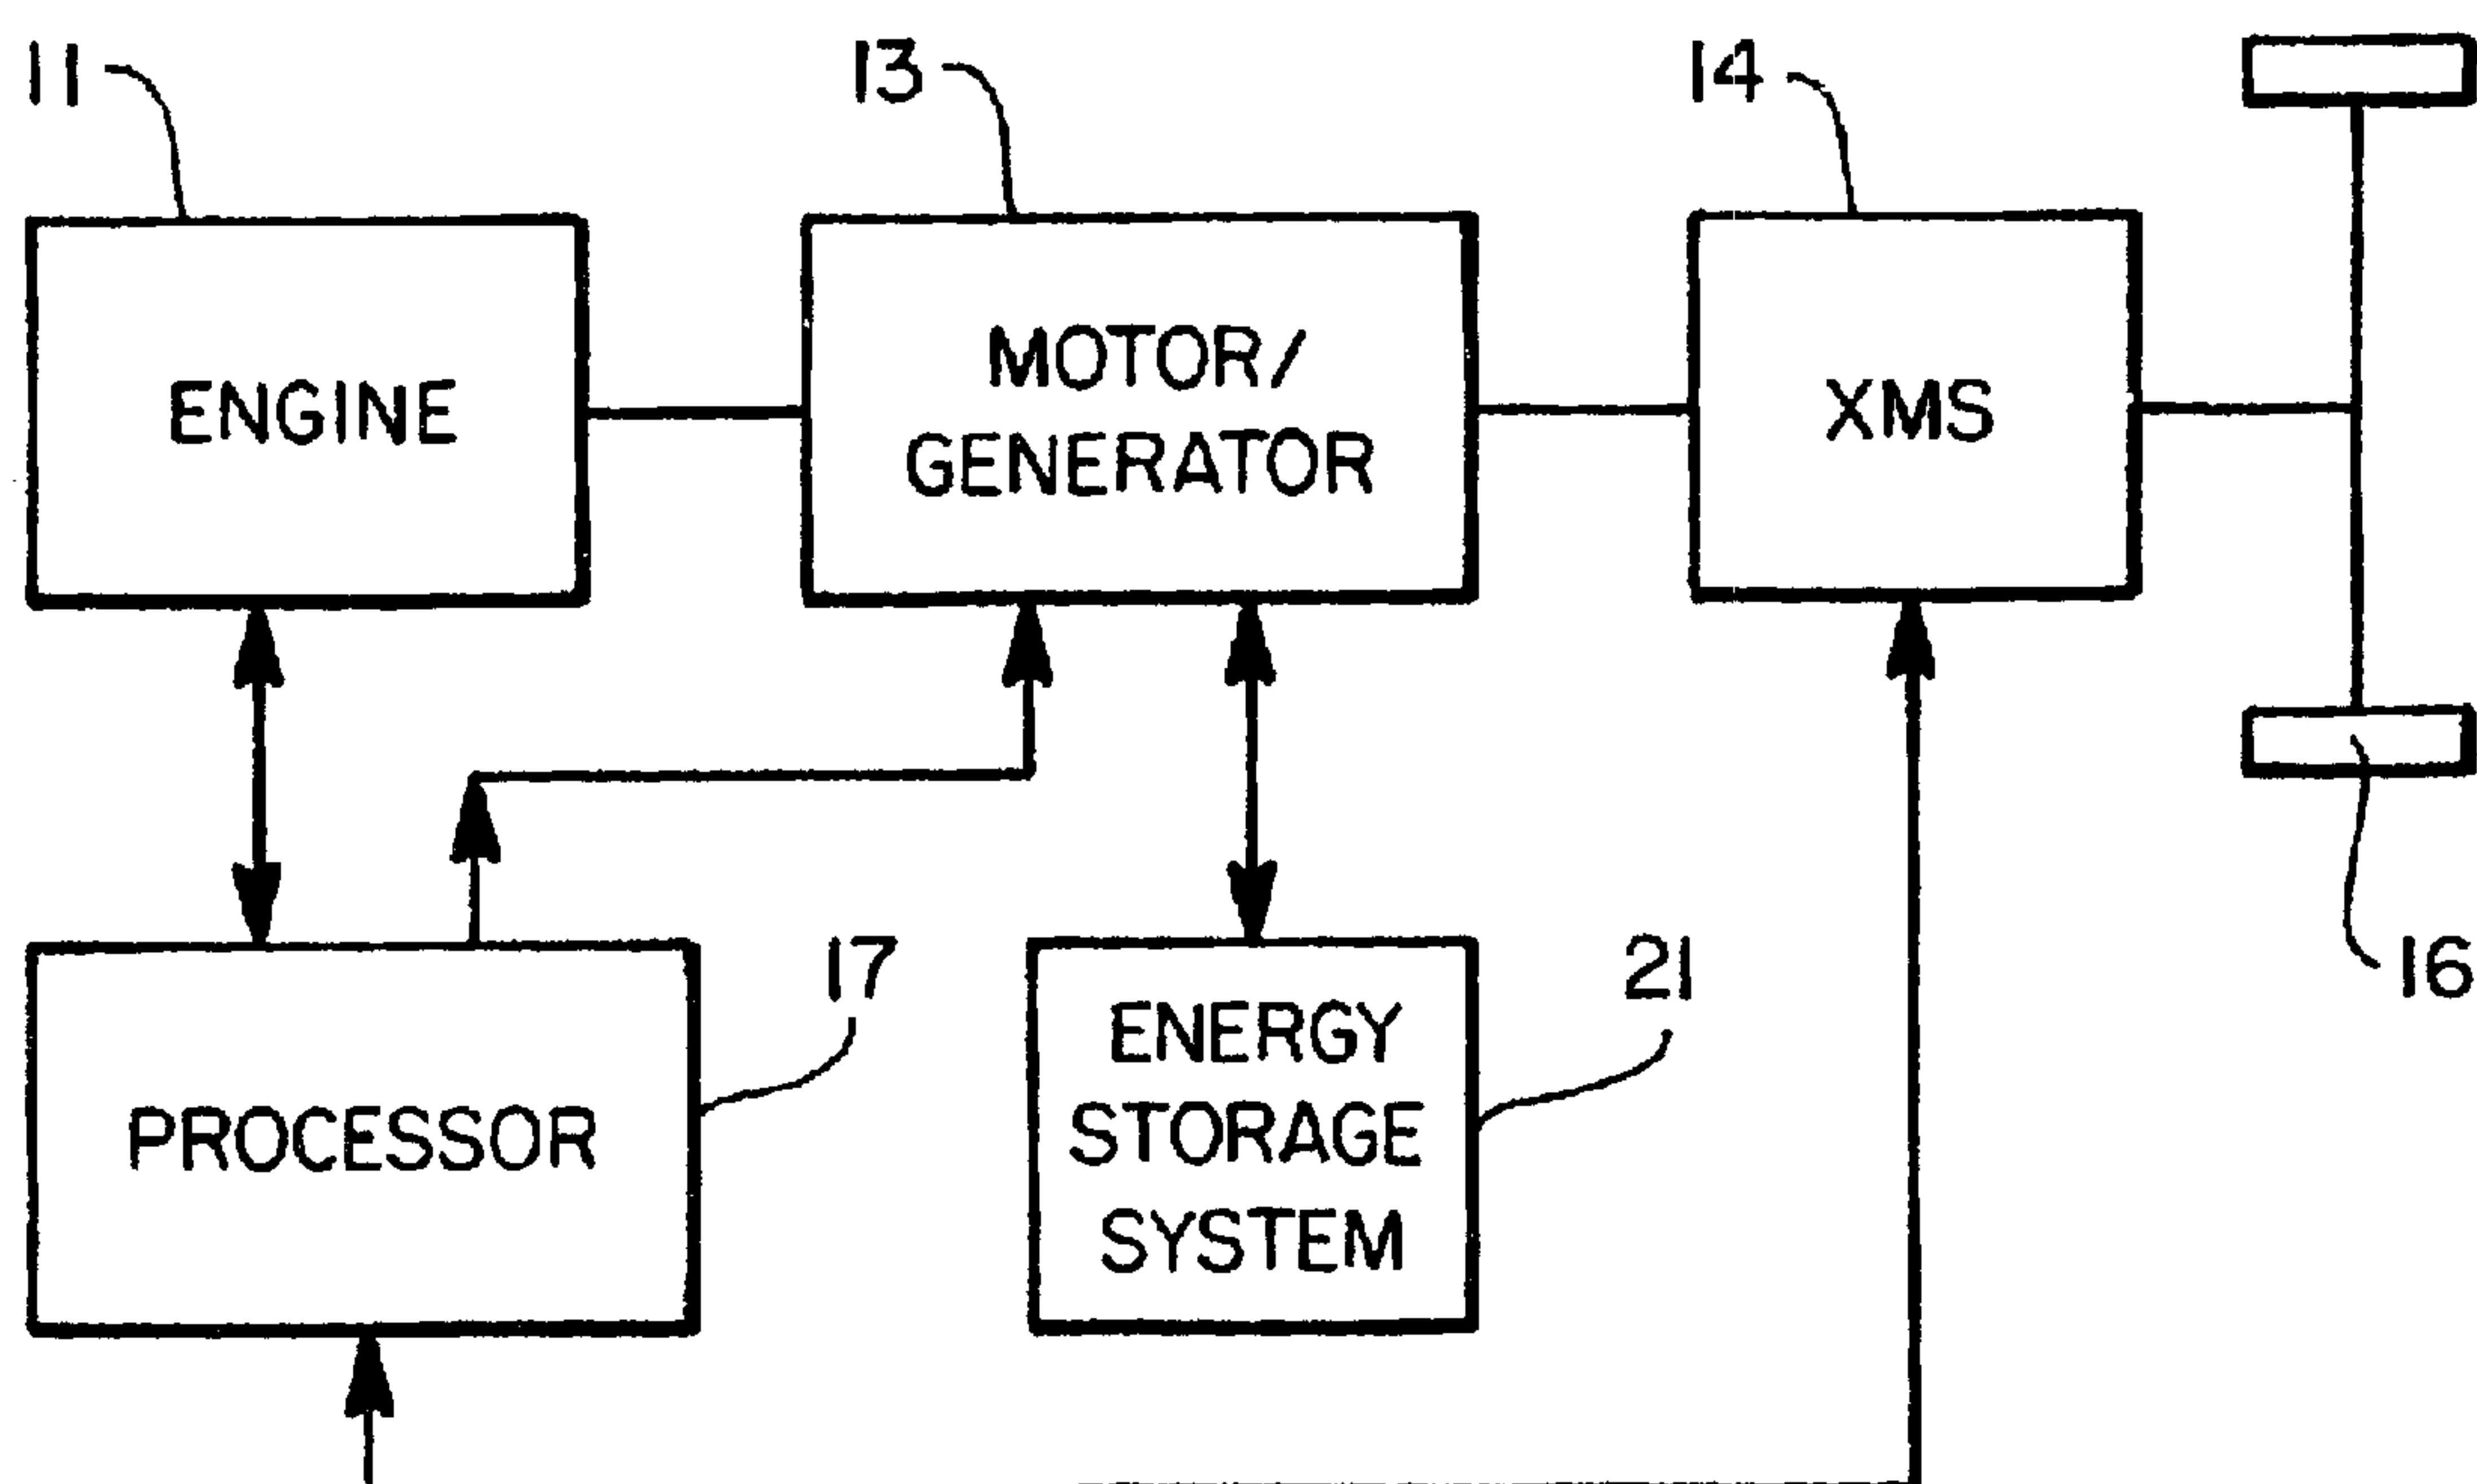 11
13
14
ENGINE
MOTOR/
GENERATOR
XMS
17
21
16
PROCESSOR
ENERGY
STORAGE
SYSTEM